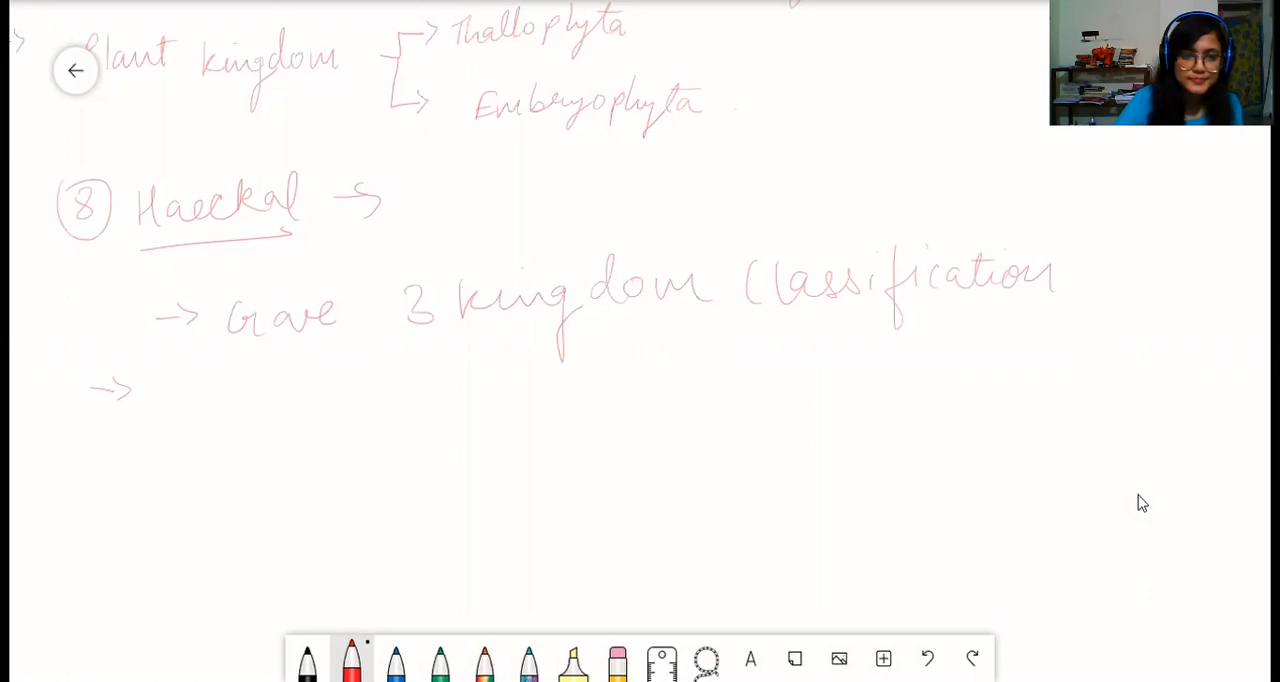 Plant kingdom → Thallophyta
→ Embryophyta
⑧ Haeckal →
→ Gave 3 kingdom Classification
→
A